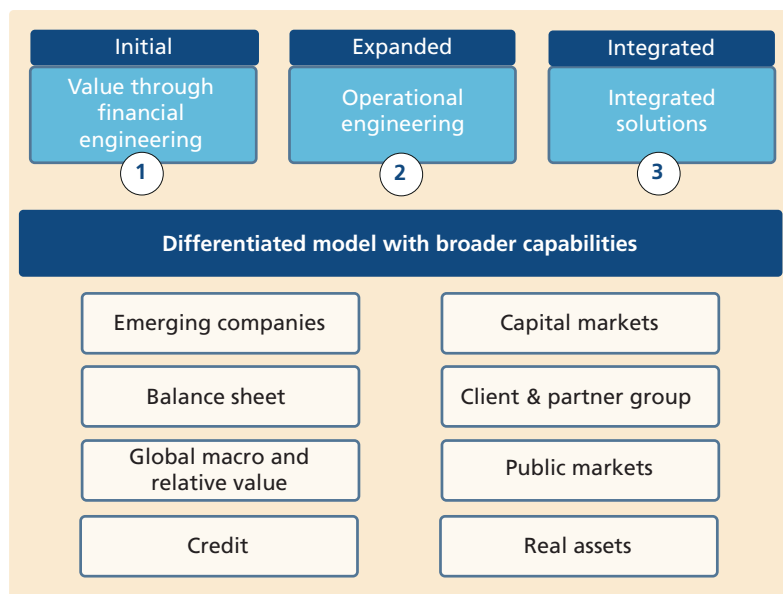 Initial
Value through
financial
engineering
1
Expanded
Operational
engineering
2
Integrated
Integrated
solutions
3
Differentiated model with broader capabilities
Emerging companies
Capital markets
Balance sheet
Client & partner group
Global macro and
relative value
Public markets
Credit
Real assets